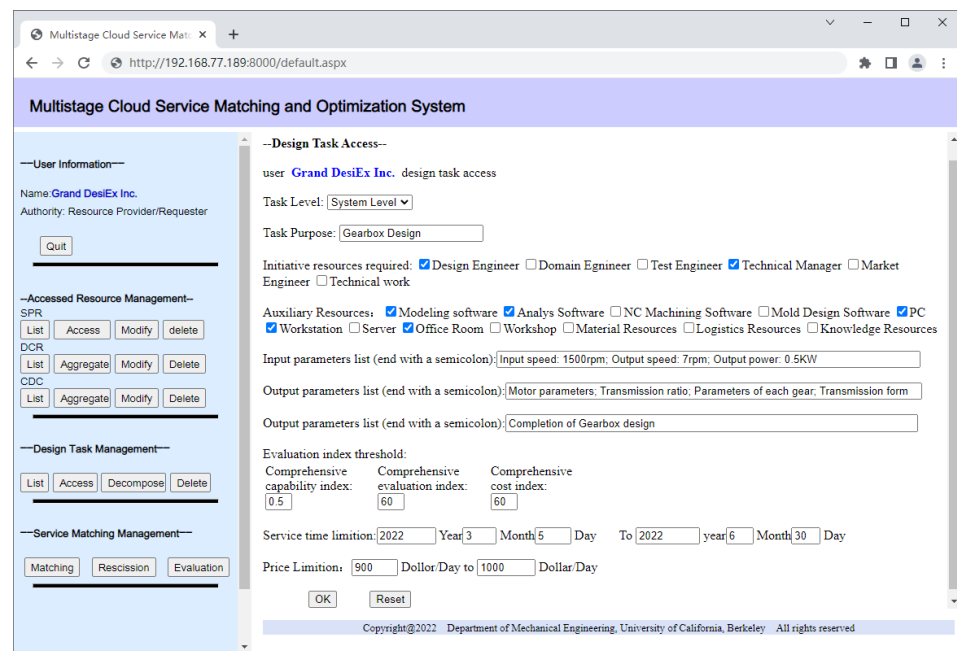 Multistage Cloud Service Matc
http://192.168.77.189:8000/default.aspx
Multistage Cloud Service Matching and Optimization System
—User Information—
Name:Grand DesiEx Inc.
Authority: Resource Provider/Requester
Quit
--Accessed Resource Management--
SPR
List Access Modify delete
DCR
List Aggregate Modify Delete
CDC
List Aggregate Modify Delete
—Design Task Management—
List Access Decompose Delete
—Service Matching Management—
Matching Rescission Evaluation
--Design Task Access--
user Grand DesiEx Inc. design task access
Task Level: System Level
Task Purpose: Gearbox Design
Initiative resources required: Design Engineer Domain Egnineer Test Engineer Technical Manager Market
Engineer Technical work
Auxiliary Resources: Modeling software Analys Software NC Machining Software Mold Design Software PC
Workstation Server Office Room Workshop Material Resources Logistics Resources Knowledge Resources
Input parameters list (end with a semicolon): Input speed: 1500rpm; Output speed: 7rpm; Output power: 0.5KW
Output parameters list (end with a semicolon): Motor parameters; Transmission ratio; Parameters of each gear; Transmission form
Output parameters list (end with a semicolon): Completion of Gearbox design
Evaluation index threshold:
Comprehensive Comprehensive Comprehensive
capability index: evaluation index: cost index:
0.5 60 60
Service time limition: 2022 Year 3 Month 5 Day To 2022 year 6 Month 30 Day
Price Limition: 900 Dollor/Day to 1000 Dollar/Day
OK Reset
Copyright@2022 Department of Mechanical Engineering, University of California, Berkeley All rights reserved